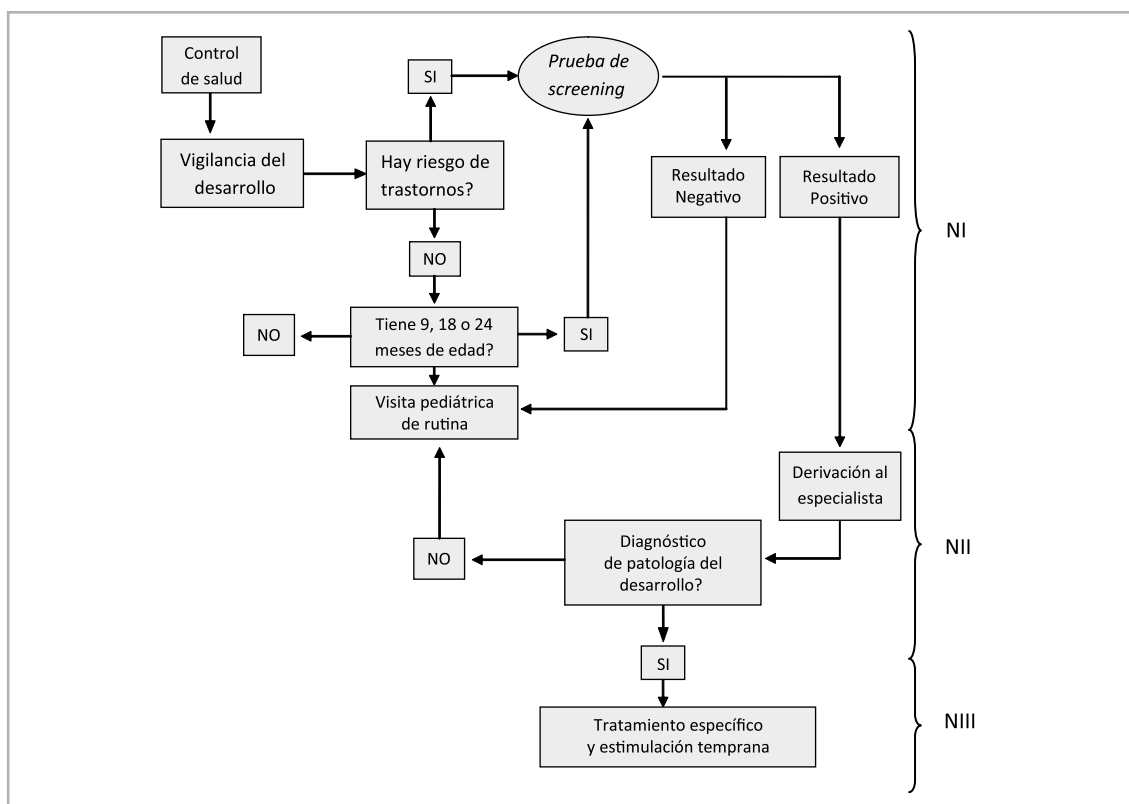 Control
de salud
SI
Prueba de
screening
Vigilancia del
desarrollo
Hay riesgo de
trastornos?
Resultado
Negativo
Resultado
Positivo
NI
NO
NO
Tiene 9, 18 o 24
meses de edad?
SI
Visita pediátrica
de rutina
Derivación al
especialista
NO
Diagnóstico
de patología del
desarrollo?
NII
SI
Tratamiento específico
y estimulación temprana
NIII